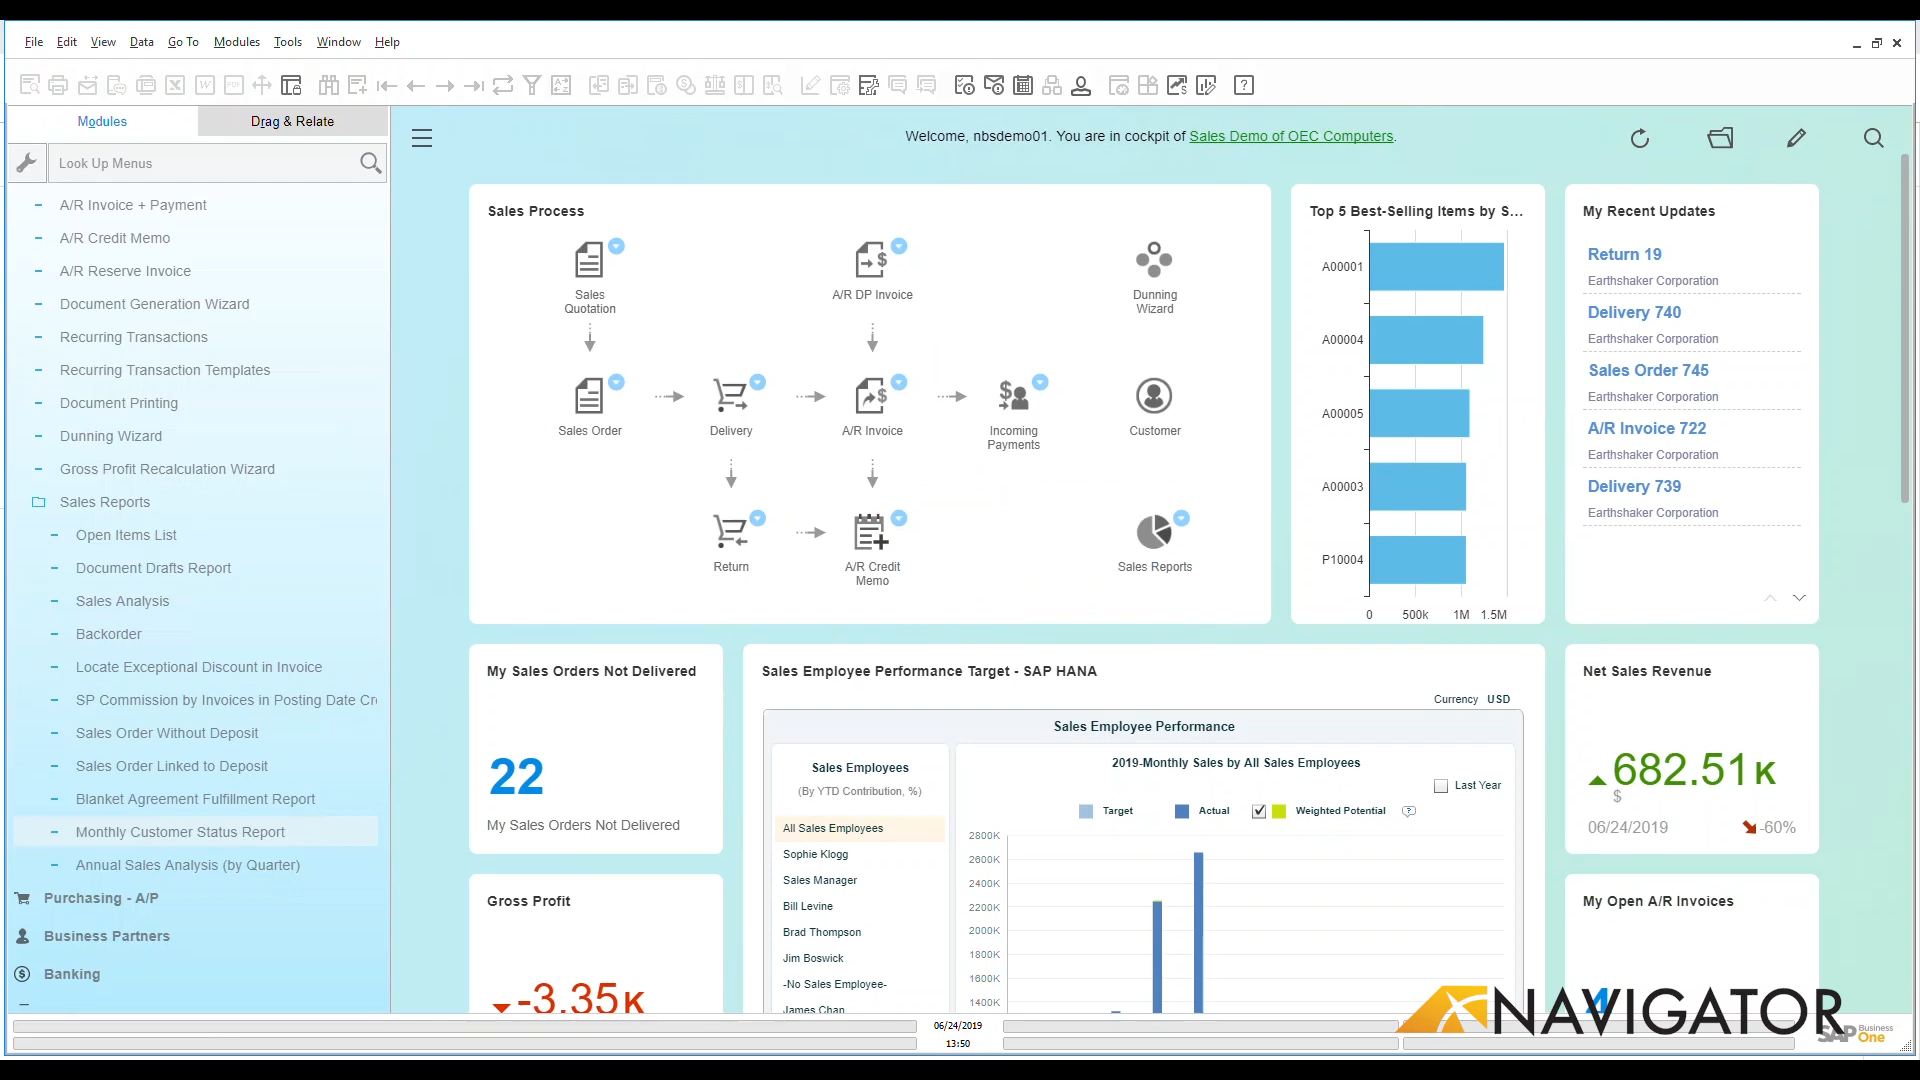 File Edit View Data Go To Modules Tools Window Help
Modules Drag & Relate
Look Up Menus
A/R Invoice + Payment
A/R Credit Memo
A/R Reserve Invoice
Document Generation Wizard
Recurring Transactions
Recurring Transaction Templates
Document Printing
Dunning Wizard
Gross Profit Recalculation Wizard
Sales Reports
Open Items List
Document Drafts Report
Sales Analysis
Backorder
Locate Exceptional Discount in Invoice
SP Commission by Invoices in Posting Date Cr
Sales Order Without Deposit
Sales Order Linked to Deposit
Blanket Agreement Fulfillment Report
Monthly Customer Status Report
Annual Sales Analysis (by Quarter)
Purchasing - A/P
Business Partners
Banking
Welcome, nbsdemo01. You are in cockpit of Sales Demo of OEC Computers.
Sales Process
Sales
Quotation
A/R DP Invoice
Dunning
Wizard
Sales Order
Delivery
A/R Invoice
Incoming
Payments
Customer
Return
A/R Credit
Memo
Sales Reports
Top 5 Best-Selling Items by S...
A00001
A00004
A00005
A00003
P10004
0 500k 1M 1.5M
My Recent Updates
Return 19
Earthshaker Corporation
Delivery 740
Earthshaker Corporation
Sales Order 745
Earthshaker Corporation
A/R Invoice 722
Earthshaker Corporation
Delivery 739
Earthshaker Corporation
My Sales Orders Not Delivered
22
My Sales Orders Not Delivered
Gross Profit
-3.35K
Sales Employee Performance Target - SAP HANA
Currency USD
Sales Employee Performance
Sales Employees
(By YTD Contribution, %)
All Sales Employees
Sophie Klogg
Sales Manager
Bill Levine
Brad Thompson
Jim Boswick
-No Sales Employee-
James Chan
2019-Monthly Sales by All Sales Employees
Last Year
Target Actual Weighted Potential
2800K
2600K
2400K
2200K
2000K
1800K
1600K
1400K
Net Sales Revenue
682.51K
$
06/24/2019 -60%
My Open A/R Invoices
4
06/24/2019
13:50
NAVIGATOR
SAP Business One